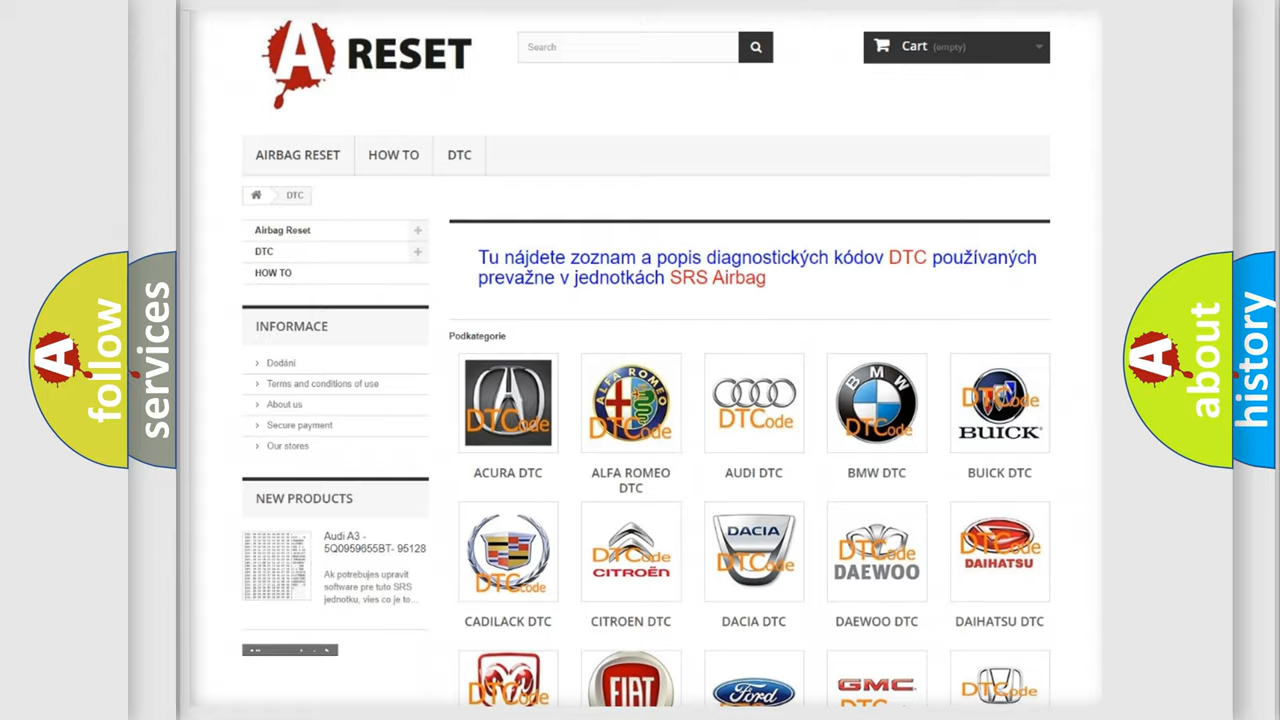 A RESET
Search
Cart (empty)
AIRBAG RESET
HOW TO
DTC
DTC
Airbag Reset
DTC
HOW TO
INFORMACE
Dodání
Terms and conditions of use
About us
Secure payment
Our stores
NEW PRODUCTS
Audi A3 -
5Q0959655BT- 95128
Ak potrebujes upravit
software pre tuto SRS
jednotku, vies co je to...
Tu nájdete zoznam a popis diagnostických kódov DTC používaných
prevažne v jednotkách SRS Airbag
Podkategorie
DTCode
ALFA ROMEO
DTCode
DTCode
BMW
DTCode
DTCode
BUICK
ACURA DTC
ALFA ROMEO
DTC
AUDI DTC
BMW DTC
BUICK DTC
DTCode
DTCode
CITROËN
DACIA
DTCode
DTCode
DAEWOO
DTCode
DAIHATSU
CADILACK DTC
CITROEN DTC
DACIA DTC
DAEWOO DTC
DAIHATSU DTC
DTCode
FIAT
Ford
GMC
DTCode
A
follow
services
A
about
history